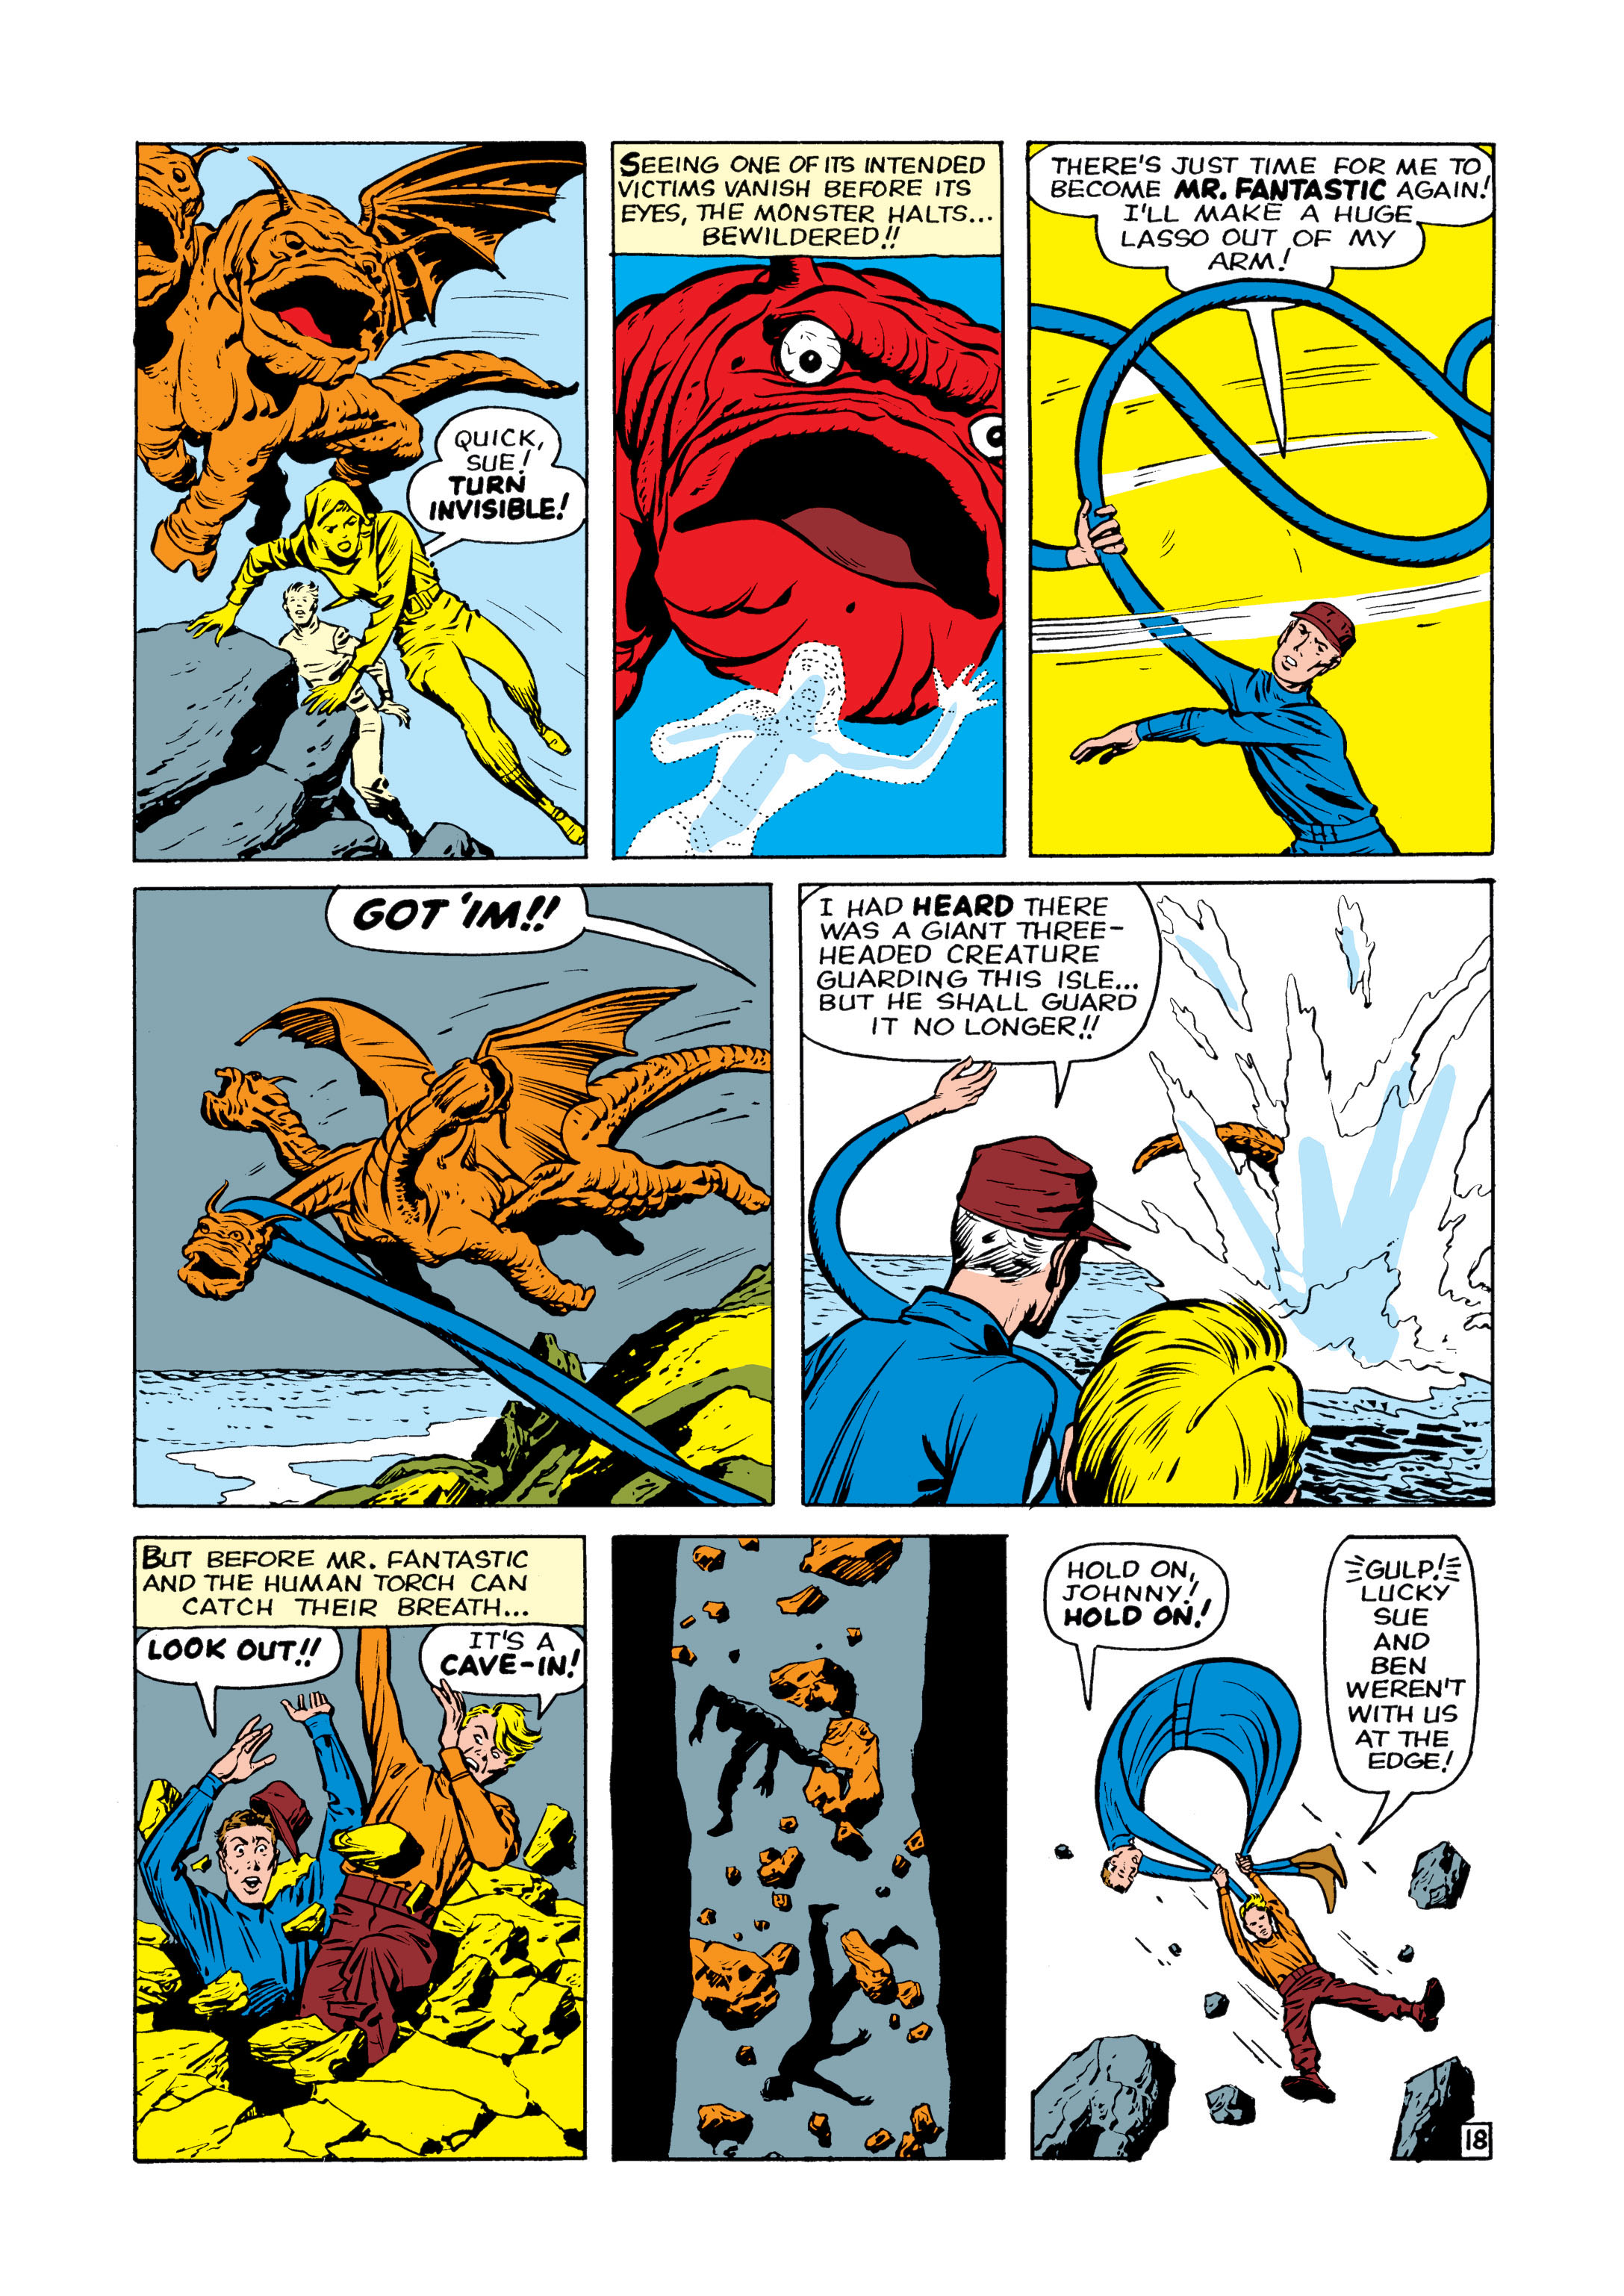 QUICK,
SUE!
TURN
INVISIBLE!
SEEING ONE OF ITS INTENDED
VICTIMS VANISH BEFORE ITS
EYES, THE MONSTER HALTS...
BEWILDERED!!
THERE'S JUST TIME FOR ME TO
BECOME MR. FANTASTIC AGAIN!
I'LL MAKE A HUGE
LASSO OUT OF MY
ARM!
GOT 'IM!!
I HAD HEARD THERE
WAS A GIANT THREE-
HEADED CREATURE
GUARDING THIS ISLE...
BUT HE SHALL GUARD
IT NO LONGER!!
BUT BEFORE MR. FANTASTIC
AND THE HUMAN TORCH CAN
CATCH THEIR BREATH...
LOOK OUT!!
IT'S A
CAVE-IN!
HOLD ON,
JOHNNY!
HOLD ON!
GULP!
LUCKY
SUE
AND
BEN
WEREN'T
WITH US
AT THE
EDGE!
18